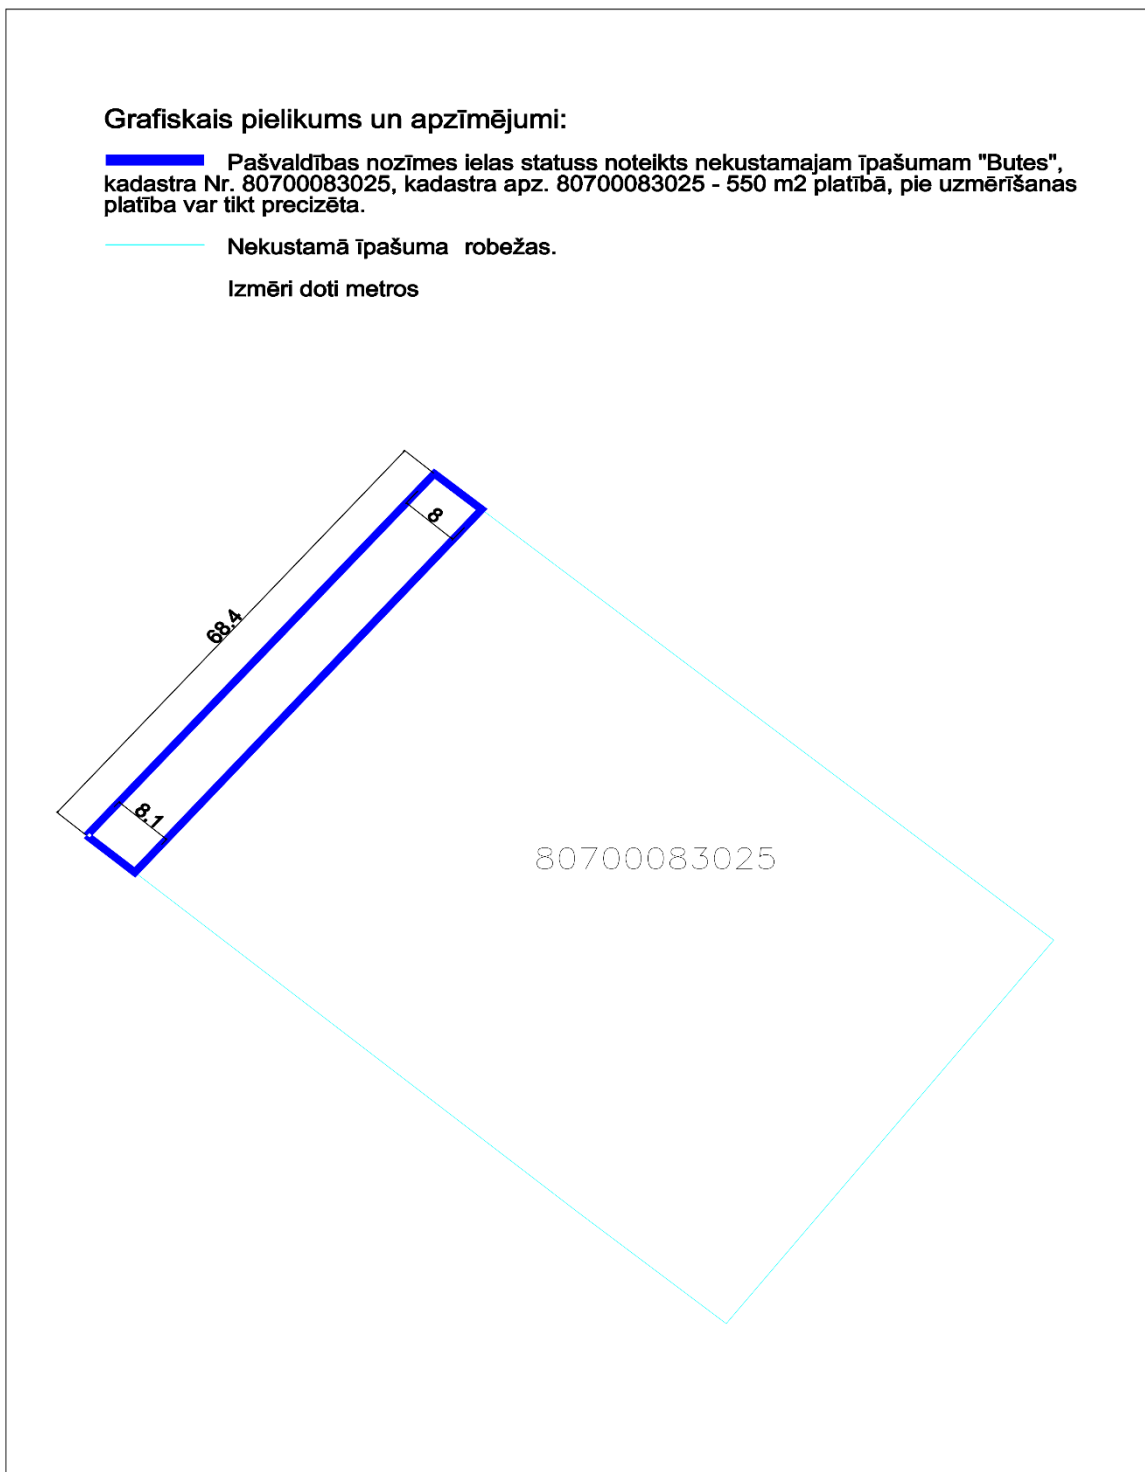 Grafiskais pielikums un apzīmējumi:
Pašvaldības nozīmes ielas statuss noteikts nekustamajam īpašumam "Butes",
kadastra Nr. 80700083025, kadastra apz. 80700083025 - 550 m2 platībā, pie uzmērīšanas
platība var tikt precizēta.
Nekustamā īpašuma robežas.
Izmēri doti metros
8
68.4
8.1
80700083025